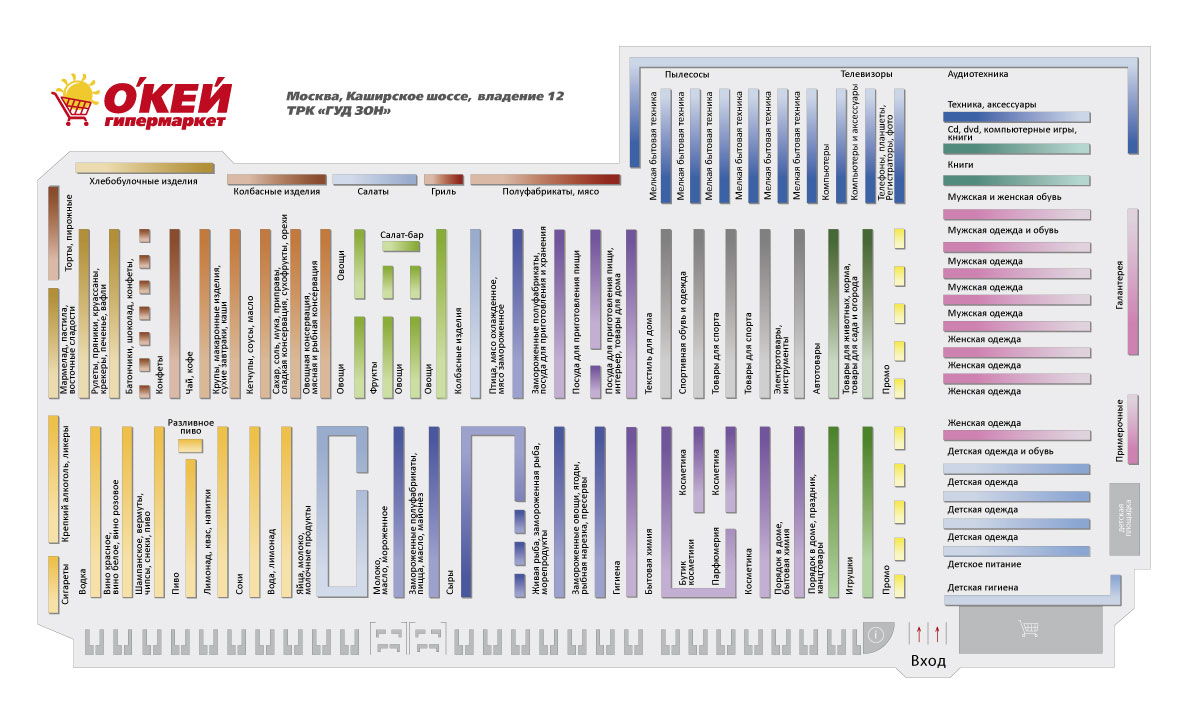 О'КЕЙ
гипермаркет
Москва, Каширское шоссе, владение 12
ТРК «ГУД ЗОН»
Пылесосы
Телевизоры
Аудиотехника
Мелкая бытовая техника
Мелкая бытовая техника
Мелкая бытовая техника
Мелкая бытовая техника
Мелкая бытовая техника
Мелкая бытовая техника
Компьютеры
Компьютеры и аксессуары
Телефоны, планшеты,
Регистраторы, фото
Техника, аксессуары
Cd, dvd, компьютерные игры,
книги
Книги
Мужская и женская обувь
Мужская одежда и обувь
Мужская одежда
Мужская одежда
Мужская одежда
Женская одежда
Женская одежда
Женская одежда
Женская одежда
Детская одежда и обувь
Детская одежда
Детская одежда
Детская одежда
Детское питание
Детская гигиена
Галантерея
Примерочные
детская
площадка
Хлебобулочные изделия
Колбасные изделия
Салаты
Гриль
Полуфабрикаты, мясо
Торты, пирожные
Мармелад, пастила,
восточные сладости
Рулеты, пряники, круассаны,
крекеры, печенье, вафли
Батончики, шоколад, конфеты,
Конфеты
Чай, кофе
Крупы, макаронные изделия,
сухие завтраки, каши
Кетчупы, соусы, масло
Сахар, соль, мука, приправы,
сладкая консервация, сухофрукты, орехи
Овощная консервация,
мясная и рыбная консервация
Овощи
Овощи
Салат-бар
Фрукты
Овощи
Овощи
Колбасные изделия
Птица, мясо охлажденное,
мясо замороженное
Замороженные полуфабрикаты,
посуда для приготовления и хранения
Посуда для приготовления пищи
Посуда для приготовления пищи,
интерьер, товары для дома
Текстиль для дома
Спортивная обувь и одежда
Товары для спорта
Товары для спорта
Электротовары,
инструменты
Автотовары
Товары для животных, корма,
товары для сада и огорода
Промо
Крепкий алкоголь, ликеры
Сигареты
Водка
Вино красное,
вино белое, вино розовое
Шампанское, вермуты,
чипсы, снеки, пиво
Разливное
пиво
Пиво
Лимонад, квас, напитки
Соки
Вода, лимонад
Яйца, молоко,
молочные продукты
Молоко,
масло, мороженное
Замороженные полуфабрикаты,
пицца, масло, майонез
Сыры
Живая рыба, замороженная рыба,
морепродукты
Замороженные овощи, ягоды,
рыбная нарезка, пресервы
Гигиена
Бытовая химия
Бутик
косметики
Косметика
Косметика
Парфюмерия
Косметика
Порядок в доме,
бытовая химия
Порядок в доме, праздник,
канцтовары
Игрушки
Промо
i
Вход